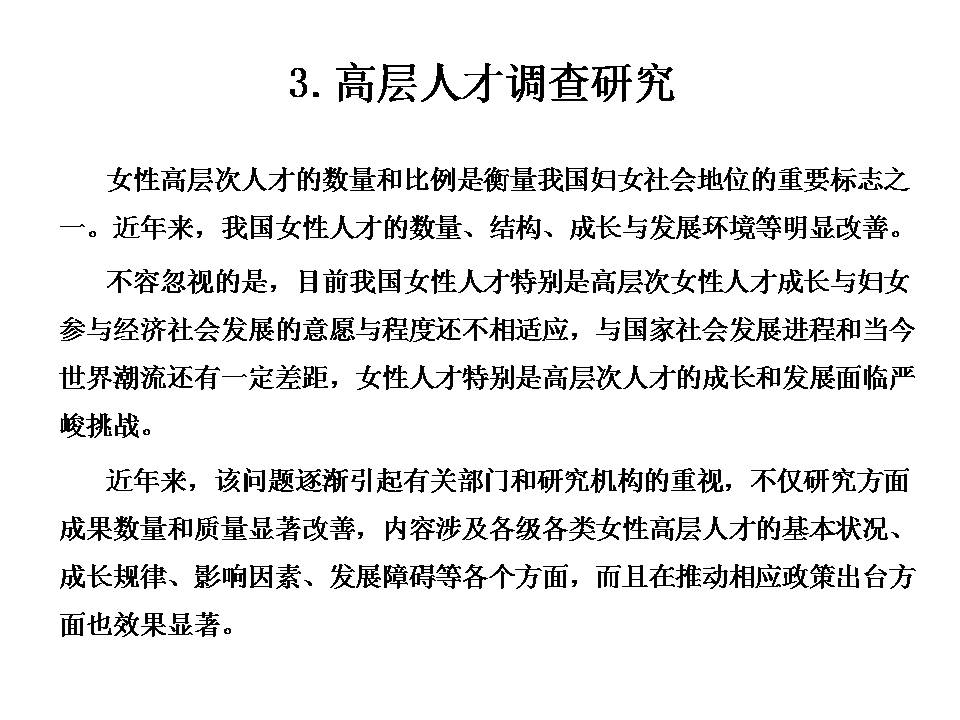 3.高层人才调查研究
女性高层次人才的数量和比例是衡量我国妇女社会地位的重要标志之
一。近年来，我国女性人才的数量、结构、成长与发展环境等明显改善。
不容忽视的是，目前我国女性人才特别是高层次女性人才成长与妇女
参与经济社会发展的意愿与程度还不相适应，与国家社会发展进程和当今
世界潮流还有一定差距，女性人才特别是高层次人才的成长和发展面临严
峻挑战。
近年来，该问题逐渐引起有关部门和研究机构的重视，不仅研究方面
成果数量和质量显著改善，内容涉及各级各类女性高层人才的基本状况、
成长规律、影响因素、发展障碍等各个方面，而且在推动相应政策出台方
面也效果显著。